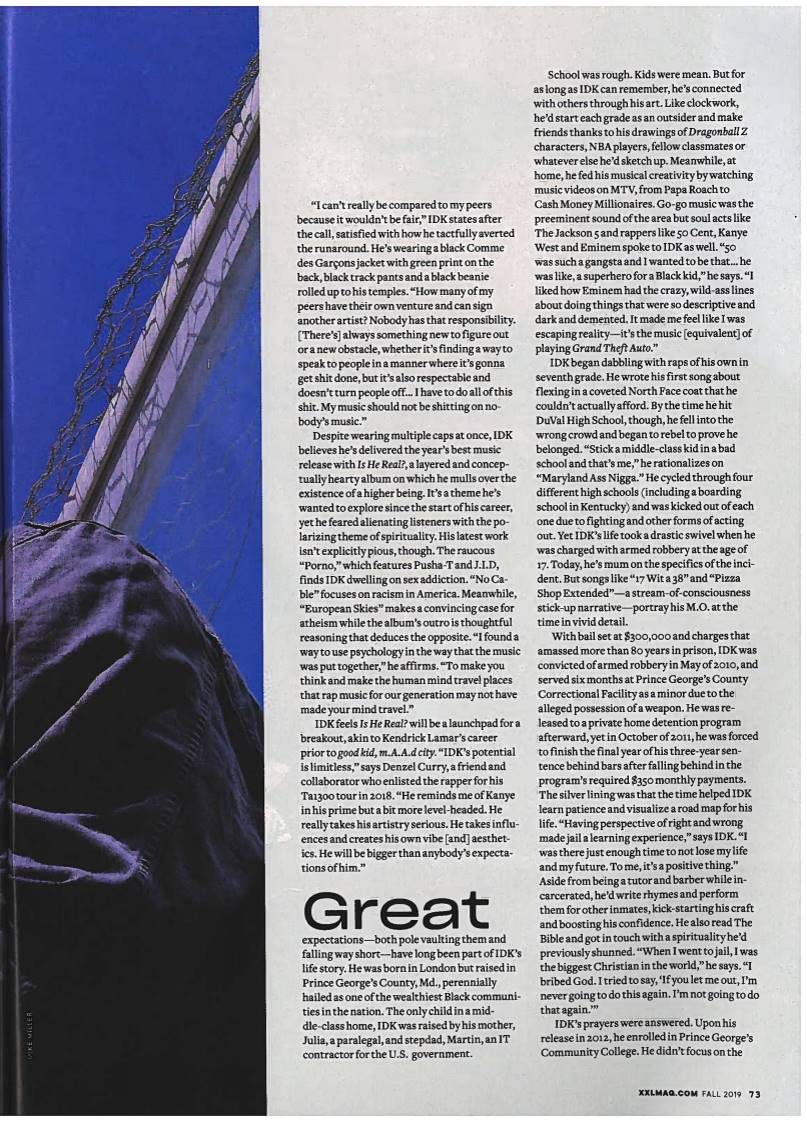 “I can’t really be compared to my peers
because it wouldn’t be fair,” IDK states after
the call, satisfied with how he tactfully averted
the runaround. He’s wearing a black Comme
des Garçons jacket with green print on the
back, black track pants and a black beanie
rolled up to his temples. “How many of my
peers have their own venture and can sign
another artist? Nobody has that responsibility.
[There’s] always something new to figure out
or a new obstacle, whether it’s finding a way to
speak to people in a manner where it’s gonna
get shit done, but it’s also respectable and
doesn’t turn people off... I have to do all of this
shit. My music should not be shitting on no-
body’s music.”
Despite wearing multiple caps at once, IDK
believes he’s delivered the year’s best music
release with Is He Real?, a layered and concep-
tually hearty album on which he mulls over the
existence of a higher being. It’s a theme he’s
wanted to explore since the start of his career,
yet he feared alienating listeners with the po-
larizing theme of spirituality. His latest work
isn’t explicitly pious, though. The raucous
“Porno,” which features Pusha-T and J.I.D,
finds IDK dwelling on sex addiction. “No Ca-
ble” focuses on racism in America. Meanwhile,
“European Skies” makes a convincing case for
atheism while the album’s outro is thoughtful
reasoning that deduces the opposite. “I found a
way to use psychology in the way that the music
was put together,” he affirms. “To make you
think and make the human mind travel places
that rap music for our generation may not have
made your mind travel.”
IDK feels Is He Real? will be a launchpad for a
breakout, akin to Kendrick Lamar’s career
prior to good kid, m.A.A.d city. “IDK’s potential
is limitless,” says Denzel Curry, a friend and
collaborator who enlisted the rapper for his
Ta1300 tour in 2018. “He reminds me of Kanye
in his prime but a bit more level-headed. He
really takes his artistry serious. He takes influ-
ences and creates his own vibe [and] aesthet-
ics. He will be bigger than anybody’s expecta-
tions of him.”
Great
expectations—both pole vaulting them and
falling way short—have long been part of IDK’s
life story. He was born in London but raised in
Prince George’s County, Md., perennially
hailed as one of the wealthiest Black communi-
ties in the nation. The only child in a mid-
dle-class home, IDK was raised by his mother,
Julia, a paralegal, and stepdad, Martin, an IT
contractor for the U.S. government.
School was rough. Kids were mean. But for
as long as IDK can remember, he’s connected
with others through his art. Like clockwork,
he’d start each grade as an outsider and make
friends thanks to his drawings of Dragonball Z
characters, NBA players, fellow classmates or
whatever else he’d sketch up. Meanwhile, at
home, he fed his musical creativity by watching
music videos on MTV, from Papa Roach to
Cash Money Millionaires. Go-go music was the
preeminent sound of the area but soul acts like
The Jackson 5 and rappers like 50 Cent, Kanye
West and Eminem spoke to IDK as well. “50
was such a gangsta and I wanted to be that... he
was like, a superhero for a Black kid,” he says. “I
liked how Eminem had the crazy, wild-ass lines
about doing things that were so descriptive and
dark and demented. It made me feel like I was
escaping reality—it’s the music [equivalent] of
playing Grand Theft Auto.”
IDK began dabbling with raps of his own in
seventh grade. He wrote his first song about
flexing in a coveted North Face coat that he
couldn’t actually afford. By the time he hit
DuVal High School, though, he fell into the
wrong crowd and began to rebel to prove he
belonged. “Stick a middle-class kid in a bad
school and that’s me,” he rationalizes on
“Maryland Ass Nigga.” He cycled through four
different high schools (including a boarding
school in Kentucky) and was kicked out of each
one due to fighting and other forms of acting
out. Yet IDK’s life took a drastic swivel when he
was charged with armed robbery at the age of
17. Today, he’s mum on the specifics of the inci-
dent. But songs like “17 Wit a 38” and “Pizza
Shop Extended”—a stream-of-consciousness
stick-up narrative—portray his M.O. at the
time in vivid detail.
With bail set at $300,000 and charges that
amassed more than 80 years in prison, IDK was
convicted of armed robbery in May of 2010, and
served six months at Prince George’s County
Correctional Facility as a minor due to the
alleged possession of a weapon. He was re-
leased to a private home detention program
afterward, yet in October of 2011, he was forced
to finish the final year of his three-year sen-
tence behind bars after falling behind in the
program’s required $350 monthly payments.
The silver lining was that the time helped IDK
learn patience and visualize a road map for his
life. “Having perspective of right and wrong
made jail a learning experience,” says IDK. “I
was there just enough time to not lose my life
and my future. To me, it’s a positive thing.”
Aside from being a tutor and barber while in-
carcerated, he’d write rhymes and perform
them for other inmates, kick-starting his craft
and boosting his confidence. He also read The
Bible and got in touch with a spirituality he’d
previously shunned. “When I went to jail, I was
the biggest Christian in the world,” he says. “I
bribed God. I tried to say, ‘If you let me out, I’m
never going to do this again. I’m not going to do
that again.’”
IDK’s prayers were answered. Upon his
release in 2012, he enrolled in Prince George’s
Community College. He didn’t focus on the
MIKE MILLER
XXLMAG.COM FALL 2019 73